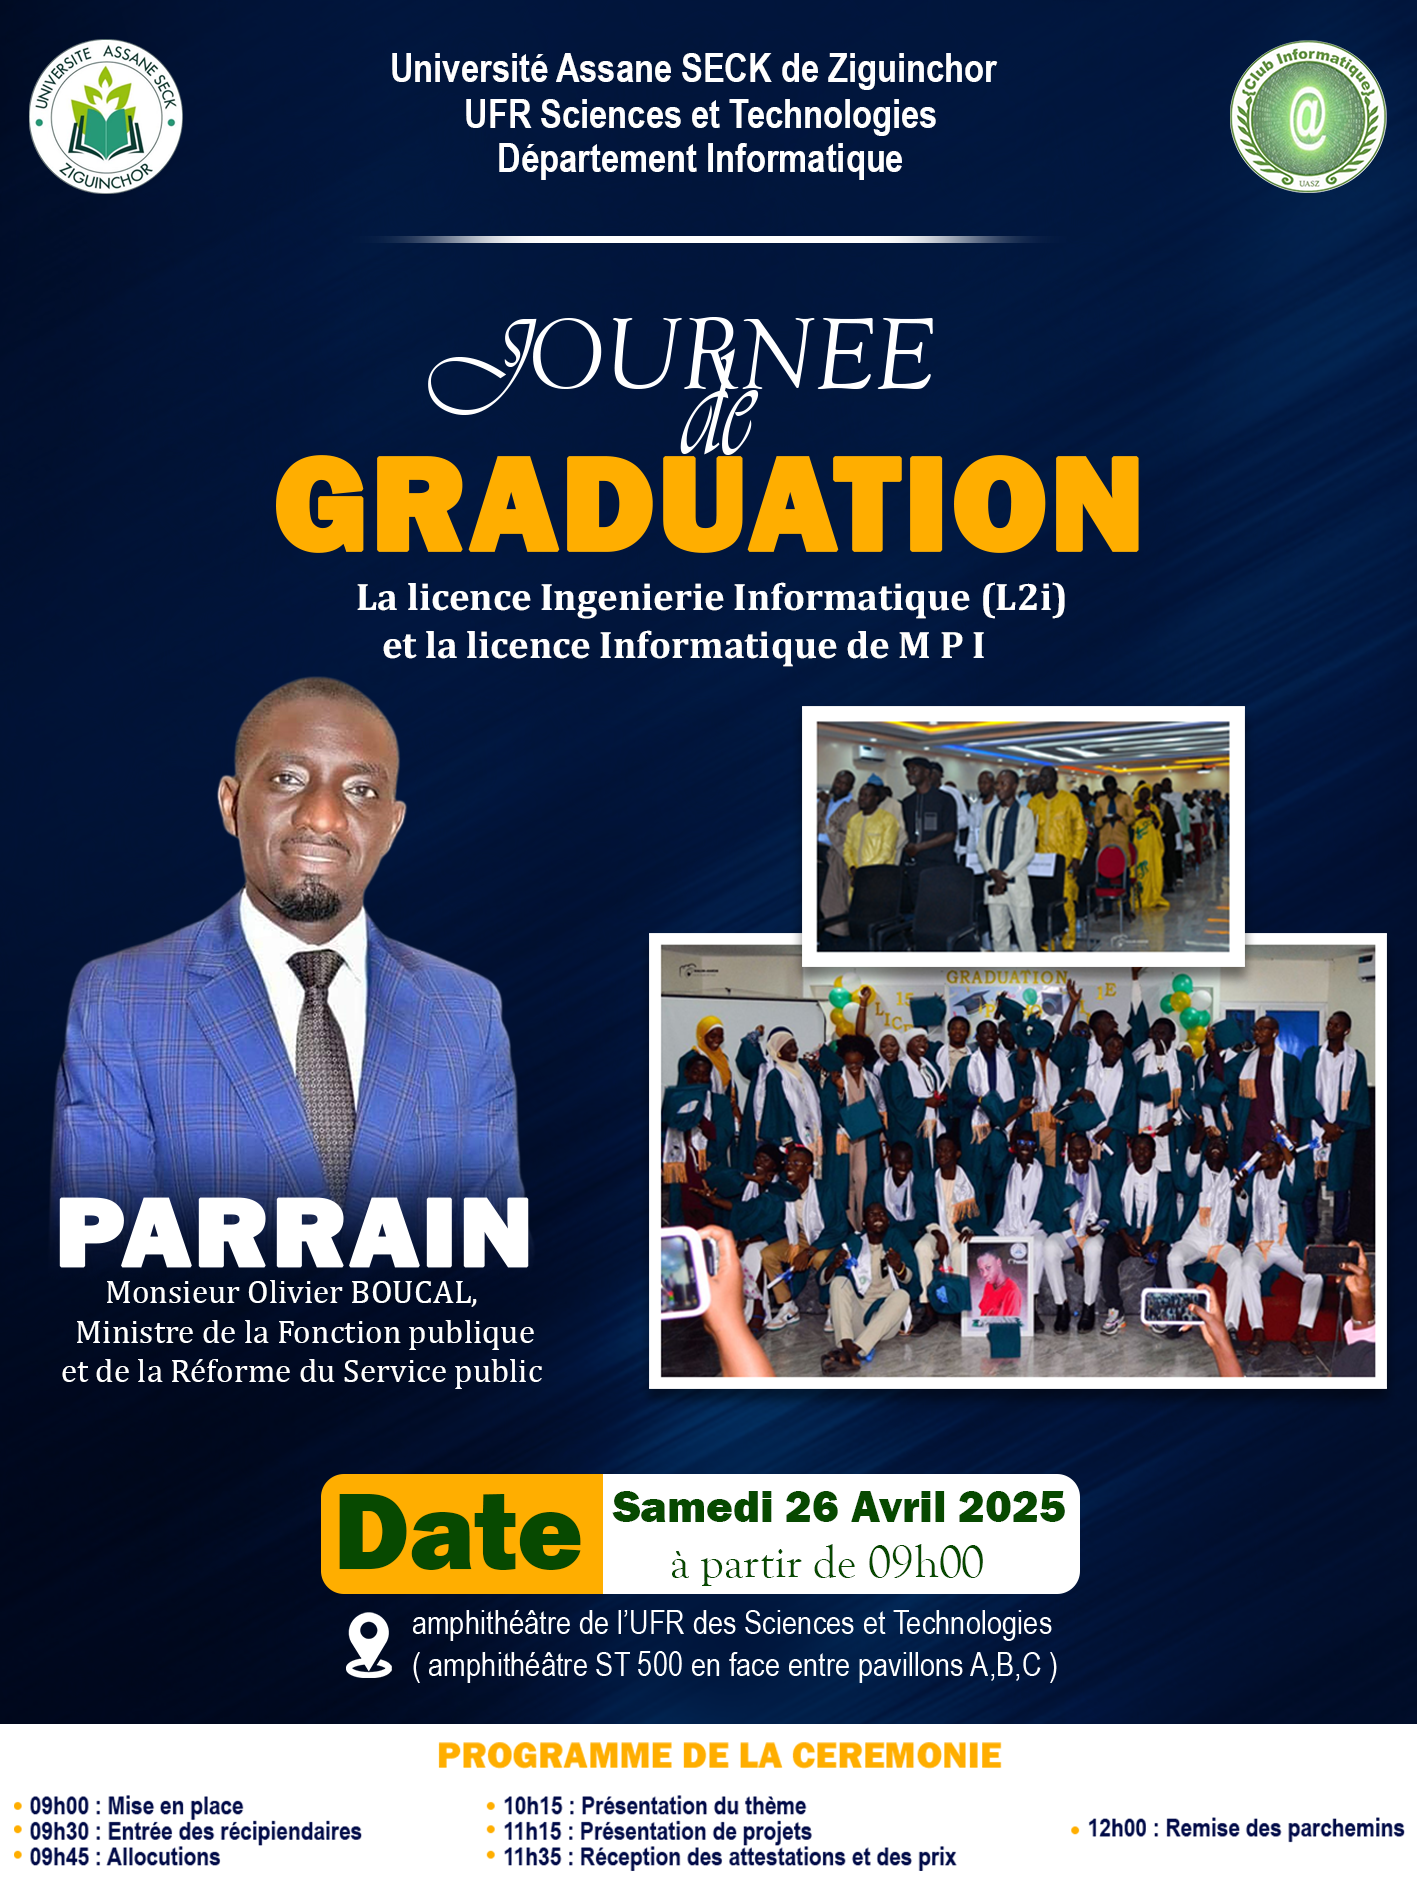 UNIVERSITE ASSANE SECK
ZIGUINCHOR
Université Assane SECK de Ziguinchor
UFR Sciences et Technologies
Département Informatique
{Club Informatique}
@
UASZ
JOURNEE
de
GRADUATION
La licence Ingenierie Informatique (L2i)
et la licence Informatique de M P I
GRADUATION
15
LICE
PARRAIN
Monsieur Olivier BOUCAL,
Ministre de la Fonction publique
et de la Réforme du Service public
Date
Samedi 26 Avril 2025
à partir de 09h00
amphithéâtre de l’UFR des Sciences et Technologies
( amphithéâtre ST 500 en face entre pavillons A,B,C )
PROGRAMME DE LA CEREMONIE
• 09h00 : Mise en place
• 09h30 : Entrée des récipiendaires
• 09h45 : Allocutions
• 10h15 : Présentation du thème
• 11h15 : Présentation de projets
• 11h35 : Réception des attestations et des prix
• 12h00 : Remise des parchemins